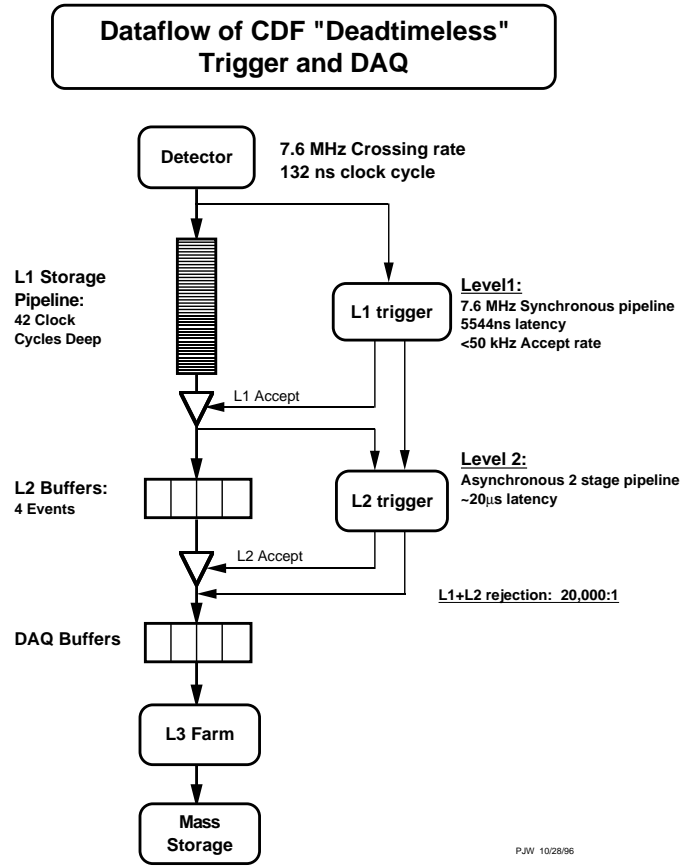 Dataflow of CDF "Deadtimeless"
Trigger and DAQ
Detector
7.6 MHz Crossing rate
132 ns clock cycle
L1 Storage
Pipeline:
42 Clock
Cycles Deep
L1 trigger
Level1:
7.6 MHz Synchronous pipeline
5544ns latency
<50 kHz Accept rate
L1 Accept
L2 Buffers:
4 Events
L2 trigger
Level 2:
Asynchronous 2 stage pipeline
~20μs latency
L2 Accept
L1+L2 rejection: 20,000:1
DAQ Buffers
L3 Farm
Mass
Storage
PJW 10/28/96